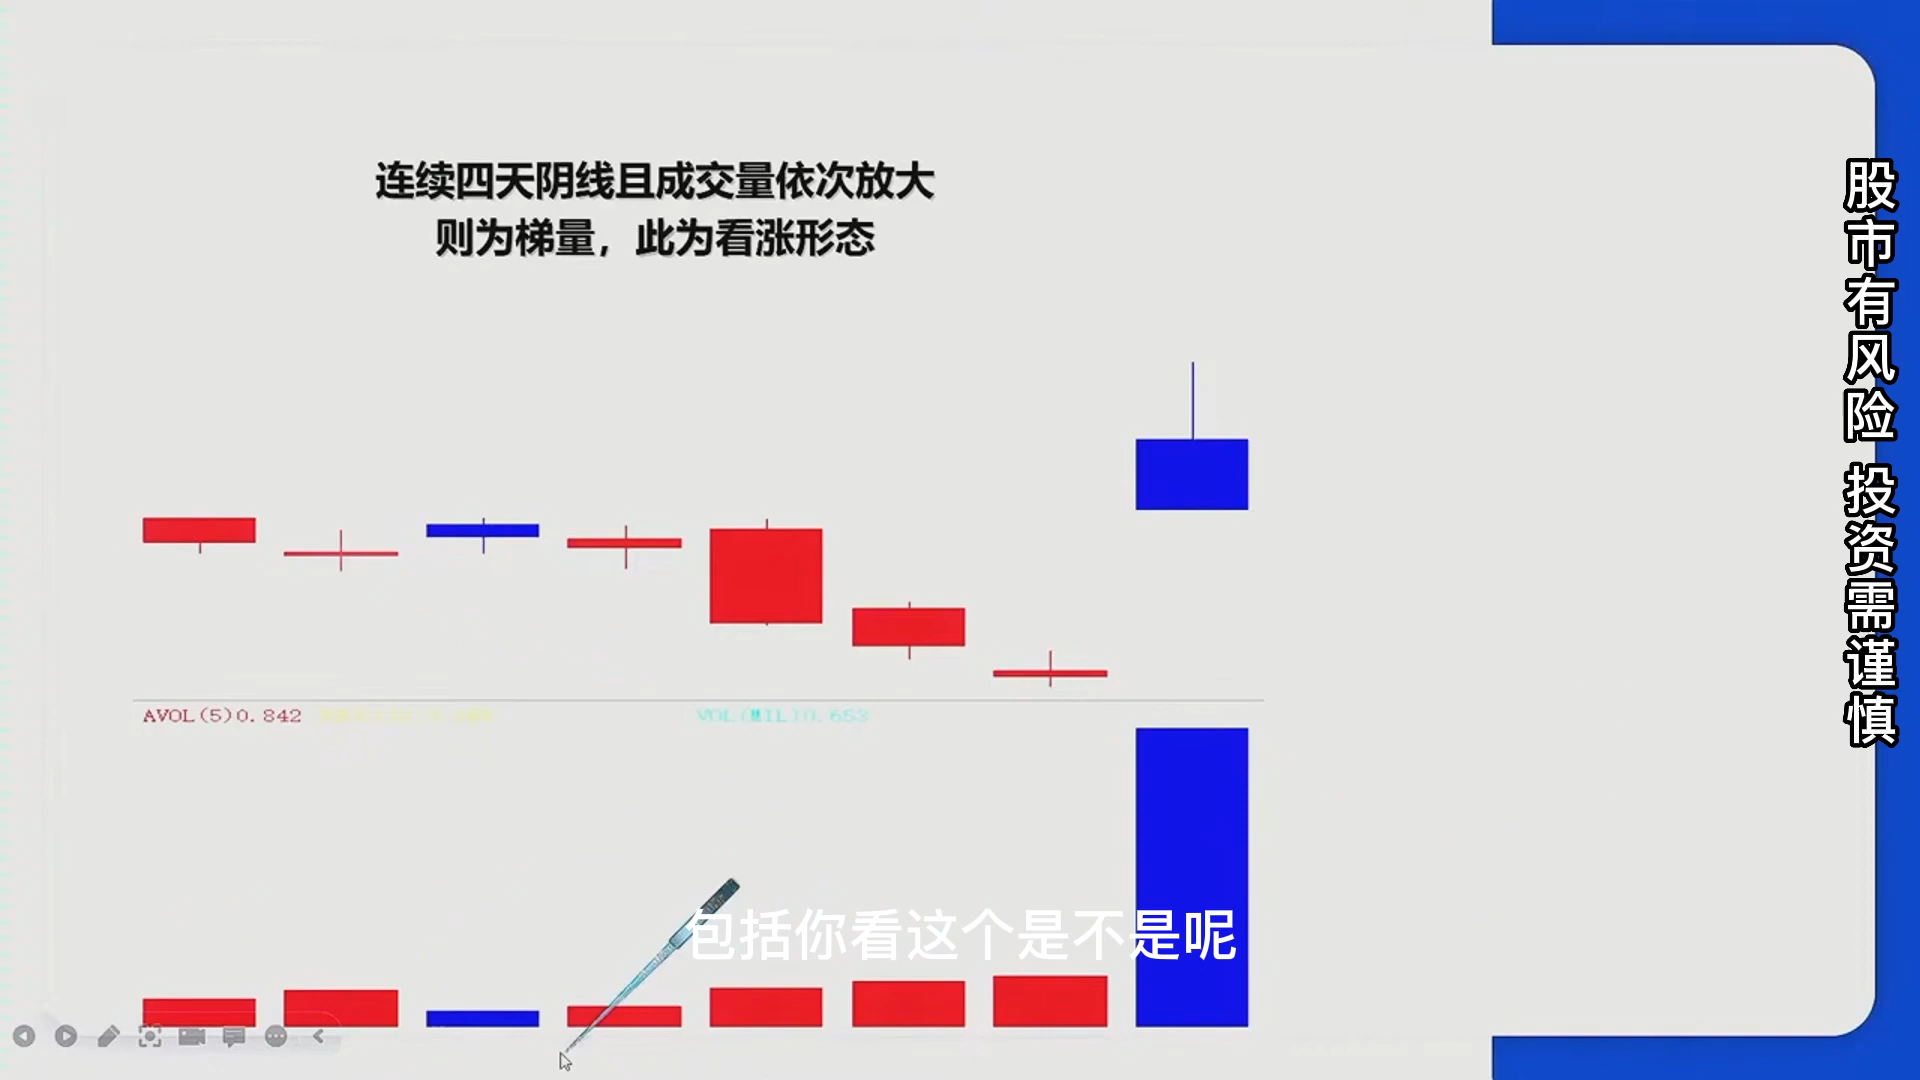 连续四天阴线且成交量依次放大
则为梯量，此为看涨形态
股市有风险 投资需谨慎
AVOL(5)0.842
包括你看这个是不是呢